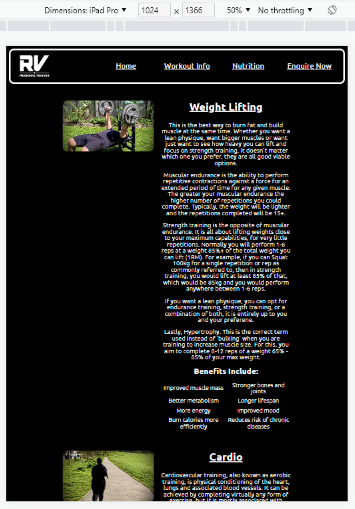 Dimensions: iPad Pro ▼ 1024 × 1366 50% ▼ No throttling ▼
RV
PERSONAL TRAINER
Home Workout Info Nutrition Enquire Now
Weight Lifting
This is the best way to burn fat and build
muscle at the same time. Whether you want a
lean physique, want bigger muscles or want
just want to see how heavy you can lift and
focus on strength training, it doesn't matter
which one you prefer, they are all good viable
options.
Muscular endurance is the ability to perform
repetitive contractions against a force for an
extended period of time for any given muscle.
The greater your muscular endurance the
higher number of repetitions you could
complete. Typically, the weight will be lighter
and the repetitions completed will be 15+.
Strength training is the opposite of muscular
endurance. It is all about lifting weights close
to your maximum capabilities, for very little
repetitions. Normally you will perform 1-6
reps at a weight 85%+ of the total weight you
can lift (1RM). For example, if you can Squat
100kg for a single repetition or rep as
commonly referred to, then in strength
training, you would lift at least 85% of that,
which would be 85kg and you would perform
anywhere between 1-6 reps.
If you want a lean physique, you can opt for
endurance training, strength training, or a
combination of both, it is entirely up to you
and your preference.
Lastly, Hypertrophy. This is the correct term
used instead of 'bulking' when you are
training to increase muscle size. For this, you
aim to complete 8-12 reps of a weight 65% -
85% of your max weight.
Benefits Include:
Improved muscle mass Stronger bones and
joints
Better metabolism Longer lifespan
More energy Improved mood
Burn calories more
efficiently
Reduces risk of chronic
diseases
Cardio
Cardiovascular training, also known as aerobic
training, is physical conditioning of the heart,
lungs and associated blood vessels. It can be
achieved by completing virtually any form of
exercise, but it is mostly associated with